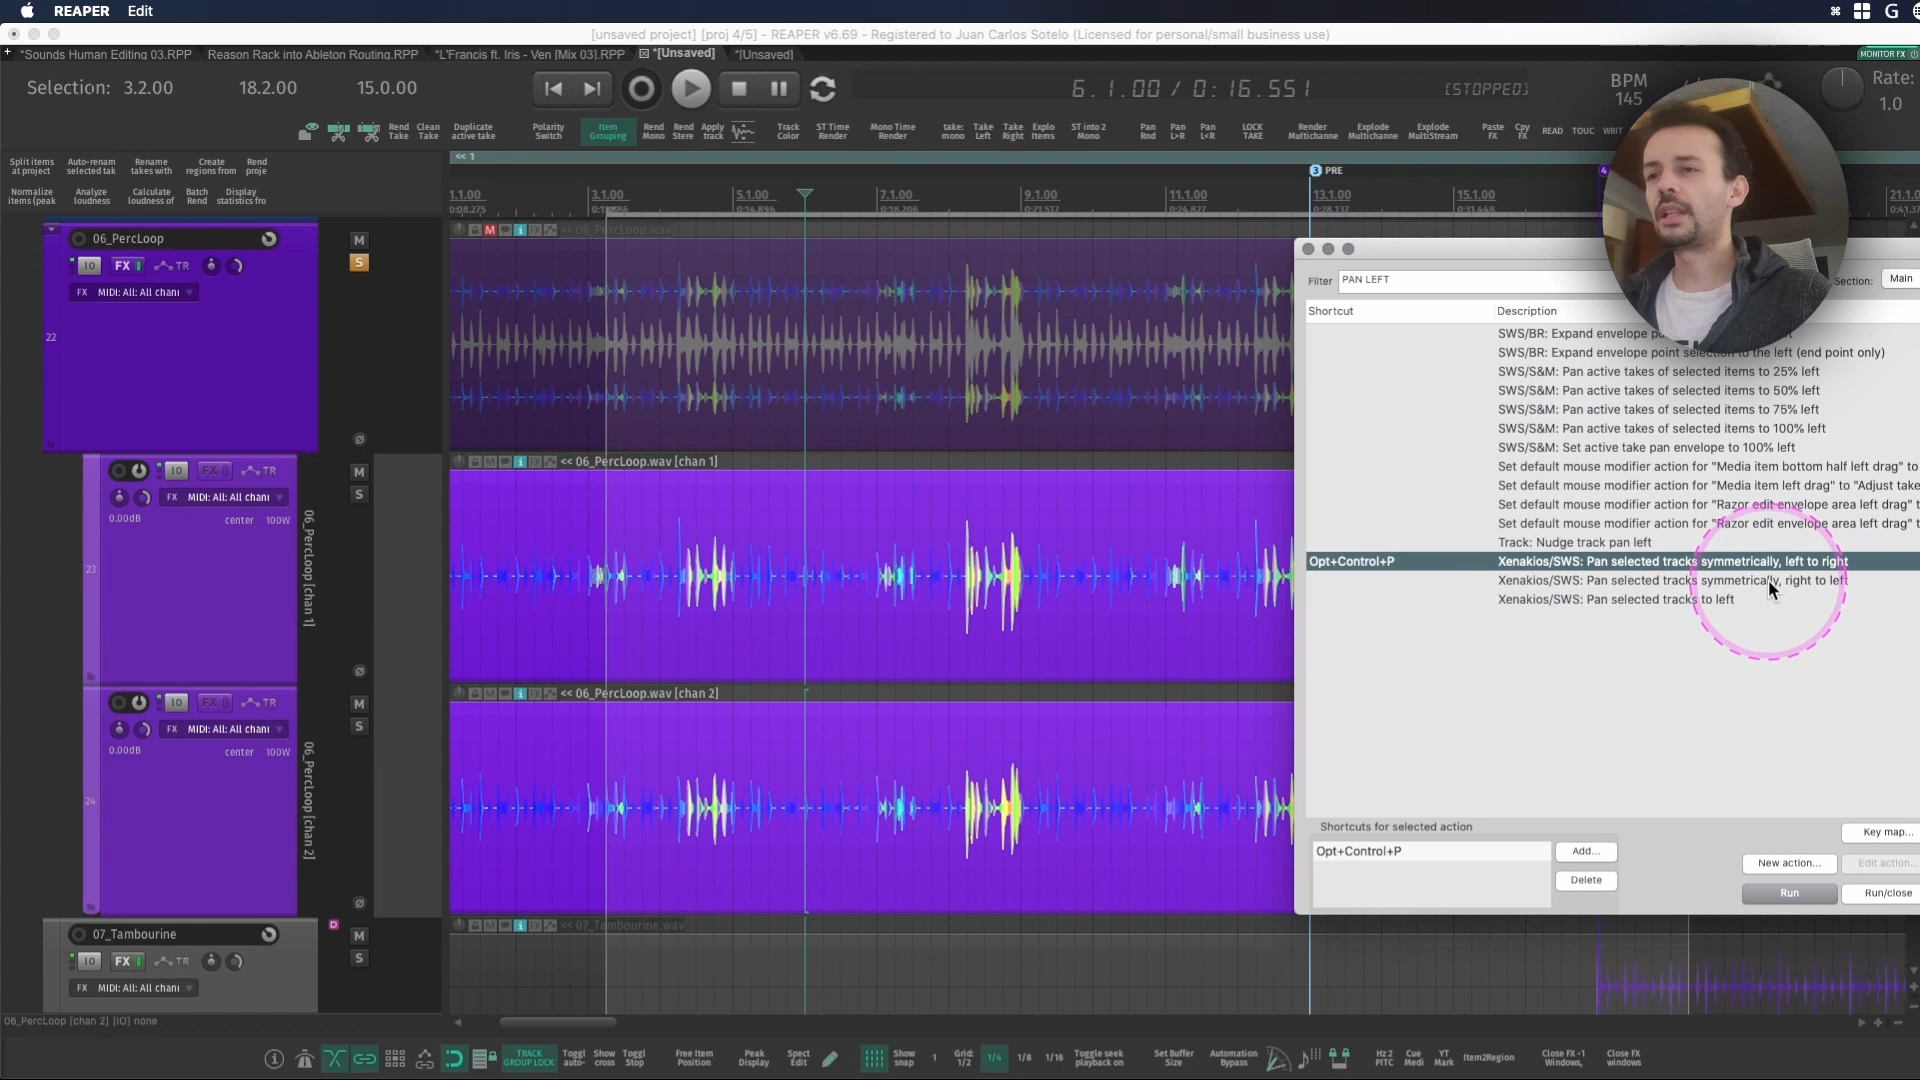 REAPER Edit
[unsaved project] [proj 4/5] - REAPER v6.69 - Registered to Juan Carlos Sotelo (Licensed for personal/small business use)
*Sounds Human Editing 03.RPP Reason Rack into Ableton Routing.RPP *L'Francis ft. Iris - Ven [Mix 03].RPP *[Unsaved] *[Unsaved]
MONITOR FX
Selection: 3.2.00 18.2.00 15.0.00
6.1.00 / 0:16.551 [STOPPED]
BPM
145
Rate:
1.0
Rend Take
Clean Take
Duplicate active take
Polarity Switch
Item Grouping
Rend Mono
Rend Stere
Apply track
Track Color
ST Time Render
Mono Time Render
take: mono
Take Left
Take Right
Explo Items
ST into 2 Mono
Pan Rnd
Pan L>R
Pan L<R
LOCK TAKE
Render Multichanne
Explode Multichanne
Explode MultiStream
Paste FX
Cpy FX
READ
TOUC
WRIT
Split items at project
Auto-renam selected tak
Rename takes with
Create regions from
Rend proje
Normalize items (peak
Analyze loudness
Calculate loudness of
Batch Rend
Display statistics fro
<< 1
3 PRE
4
1.1.00 3.1.00 5.1.00 7.1.00 9.1.00 11.1.00 13.1.00 15.1.00 21.1.0
0:08.275 0:14.896 0:18.206 0:21.517 0:24.827 0:28.137 0:31.448 0:41.37
22
06_PercLoop
IO FX TR
FX MIDI: All: All chani
M
S
<< 06_PercLoop.wav
23
IO FX TR
FX MIDI: All: All chani
0.00dB center 100W
06_PercLoop [chan 1]
M
S
<< 06_PercLoop.wav [chan 1]
24
IO FX TR
FX MIDI: All: All chani
0.00dB center 100W
06_PercLoop [chan 2]
M
S
<< 06_PercLoop.wav [chan 2]
07_Tambourine
D
IO FX TR
FX MIDI: All: All chani
M
S
<< 07_Tambourine.wav
Filter PAN LEFT
Section: Main
Shortcut Description
SWS/BR: Expand envelope po
SWS/BR: Expand envelope point selection to the left (end point only)
SWS/S&M: Pan active takes of selected items to 25% left
SWS/S&M: Pan active takes of selected items to 50% left
SWS/S&M: Pan active takes of selected items to 75% left
SWS/S&M: Pan active takes of selected items to 100% left
SWS/S&M: Set active take pan envelope to 100% left
Set default mouse modifier action for "Media item bottom half left drag" to
Set default mouse modifier action for "Media item left drag" to "Adjust take
Set default mouse modifier action for "Razor edit envelope area left drag" t
Set default mouse modifier action for "Razor edit envelope area left drag" t
Track: Nudge track pan left
Opt+Control+P Xenakios/SWS: Pan selected tracks symmetrically, left to right
Xenakios/SWS: Pan selected tracks symmetrically, right to left
Xenakios/SWS: Pan selected tracks to left
Shortcuts for selected action
Opt+Control+P
Add...
Delete
Key map...
New action...
Edit action...
Run
Run/close
06_PercLoop [chan 2] [IO] none
TRACK GROUP LOCK
Toggl auto-
Show cross
Toggl Stop
Free Item Position
Peak Display
Spect Edit
Show snap
1
Grid: 1/2
1/4
1/8
1/16
Toggle seek playback on
Set Buffer Size
Automation Bypass
Hz 2 PITC
Cue Medi
YT Mark
Item2Region
Close FX -1 Windows,
Close FX windows